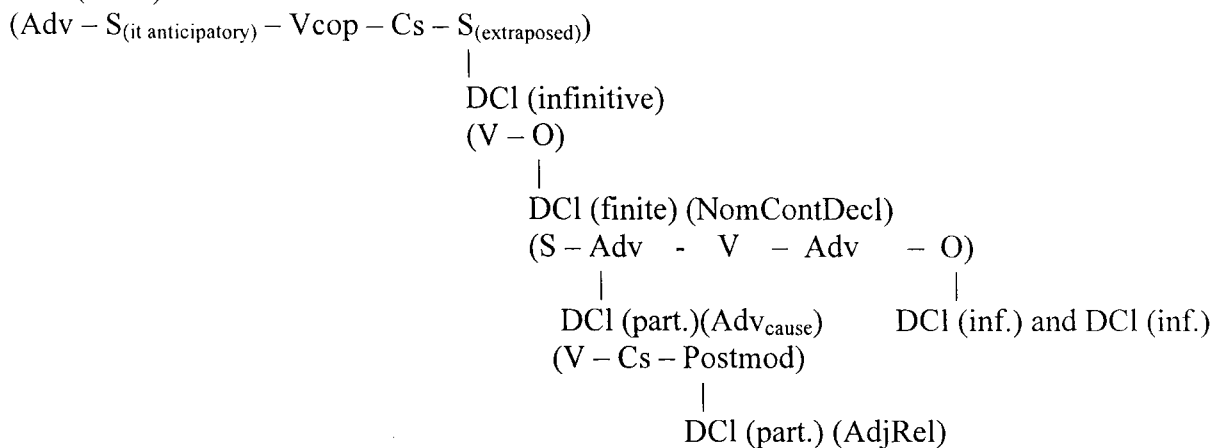 (Adv – S(it anticipatory) – Vcop – Cs – S(extraposed))
|
DCl (infinitive)
(V – O)
|
DCl (finite) (NomContDecl)
(S – Adv - V – Adv – O)
| |
DCl (part.)(Advcause) DCl (inf.) and DCl (inf.)
(V – Cs – Postmod)
|
DCl (part.) (AdjRel)